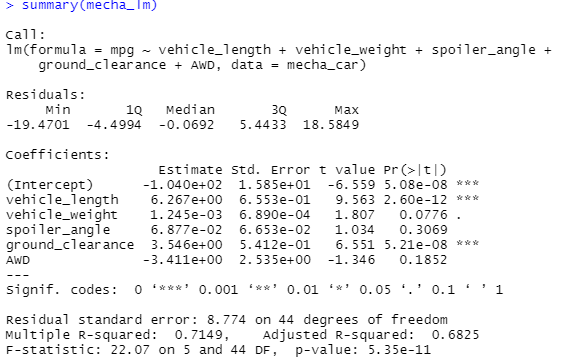 > summary(mecha_lm)
Call:
lm(formula = mpg ~ vehicle_length + vehicle_weight + spoiler_angle +
    ground_clearance + AWD, data = mecha_car)
Residuals:
     Min       1Q   Median       3Q      Max
-19.4701  -4.4994  -0.0692   5.4433  18.5849
Coefficients:
                   Estimate Std. Error t value Pr(>|t|)
(Intercept)      -1.040e+02  1.585e+01  -6.559 5.08e-08 ***
vehicle_length    6.267e+00  6.553e-01   9.563 2.60e-12 ***
vehicle_weight    1.245e-03  6.890e-04   1.807   0.0776 .
spoiler_angle     6.877e-02  6.653e-02   1.034   0.3069
ground_clearance  3.546e+00  5.412e-01   6.551 5.21e-08 ***
AWD              -3.411e+00  2.535e+00  -1.346   0.1852
---
Signif. codes:  0 ‘***’ 0.001 ‘**’ 0.01 ‘*’ 0.05 ‘.’ 0.1 ‘ ’ 1
Residual standard error: 8.774 on 44 degrees of freedom
Multiple R-squared:  0.7149,    Adjusted R-squared:  0.6825
F-statistic: 22.07 on 5 and 44 DF,  p-value: 5.35e-11